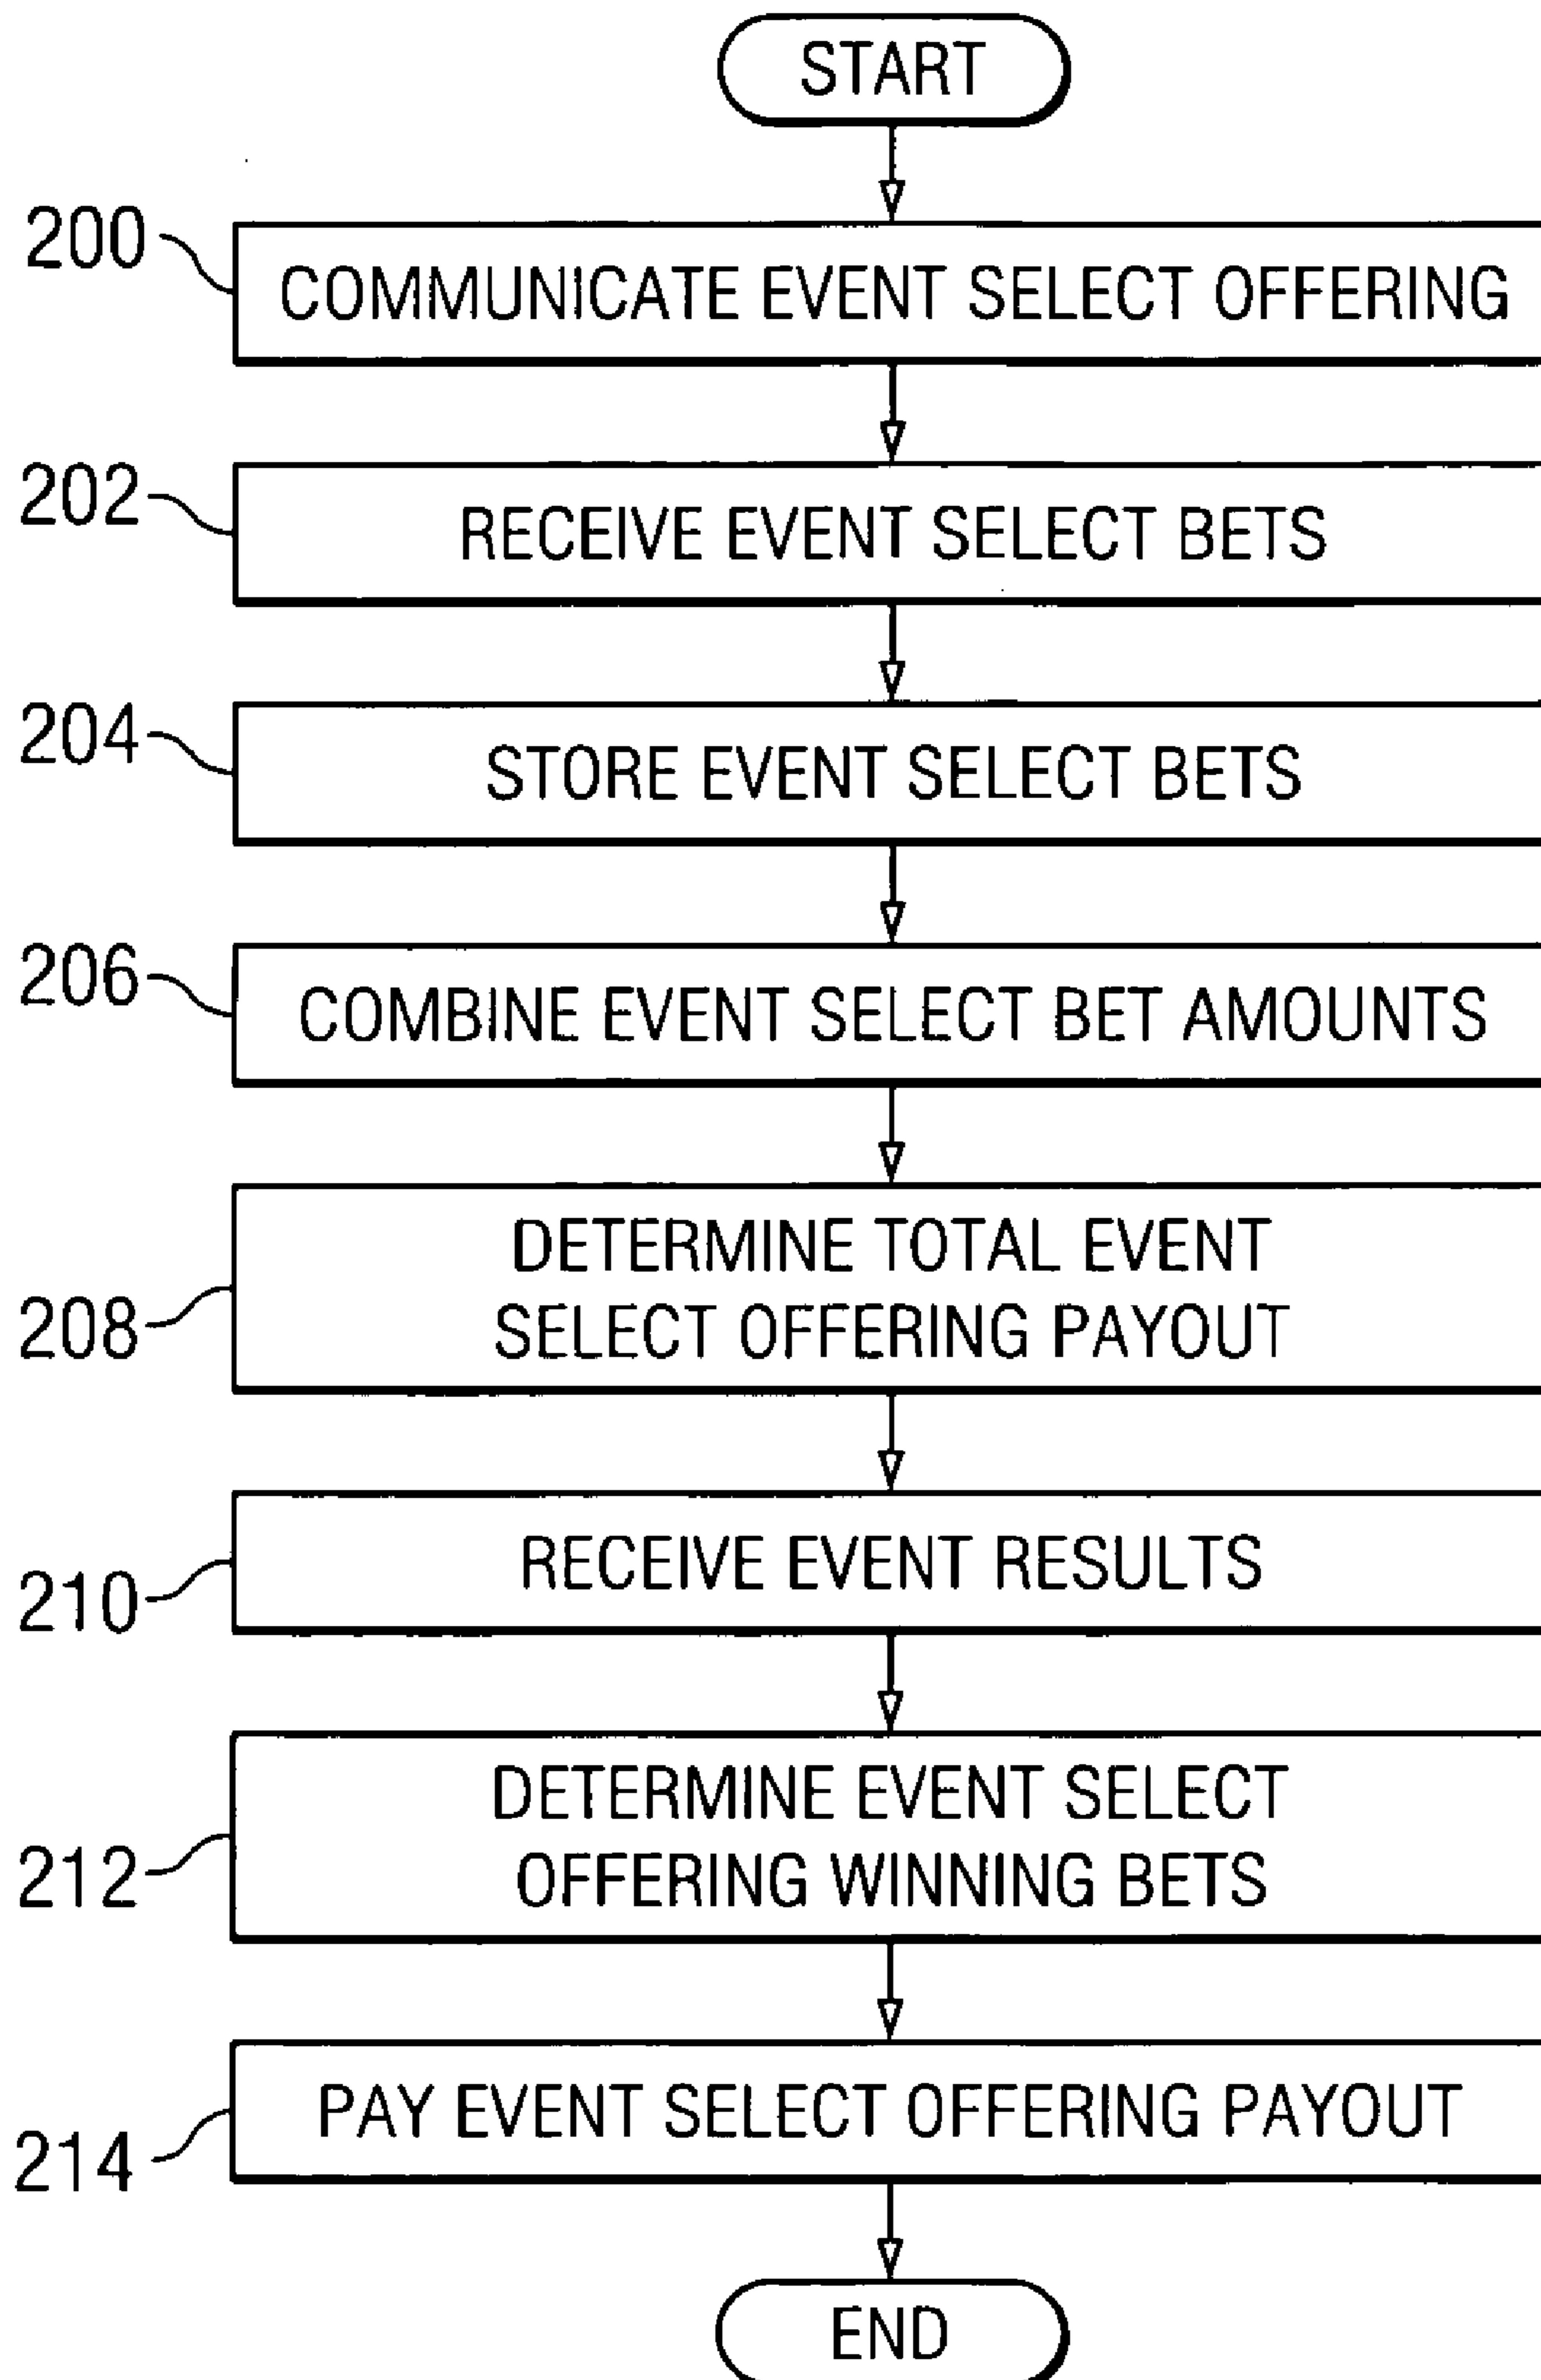 START
200
COMMUNICATE EVENT SELECT OFFERING
202
RECEIVE EVENT SELECT BETS
204
STORE EVENT SELECT BETS
206
COMBINE EVENT SELECT BET AMOUNTS
208
DETERMINE TOTAL EVENT
SELECT OFFERING PAYOUT
210
RECEIVE EVENT RESULTS
212
DETERMINE EVENT SELECT
OFFERING WINNING BETS
214
PAY EVENT SELECT OFFERING PAYOUT
END